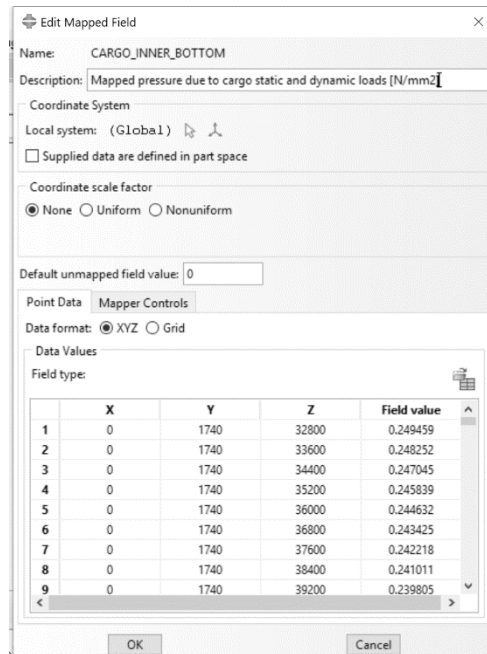 Edit Mapped Field
Name: CARGO_INNER_BOTTOM
Description: Mapped pressure due to cargo static and dynamic loads [N/mm2]
Coordinate System
Local system: (Global)
Supplied data are defined in part space
Coordinate scale factor
None Uniform Nonuniform
Default unmapped field value: 0
Point Data Mapper Controls
Data format: XYZ Grid
Data Values
Field type:
X Y Z Field value
1 0 1740 32800 0.249459
2 0 1740 33600 0.248252
3 0 1740 34400 0.247045
4 0 1740 35200 0.245839
5 0 1740 36000 0.244632
6 0 1740 36800 0.243425
7 0 1740 37600 0.242218
8 0 1740 38400 0.241011
9 0 1740 39200 0.239805
OK Cancel